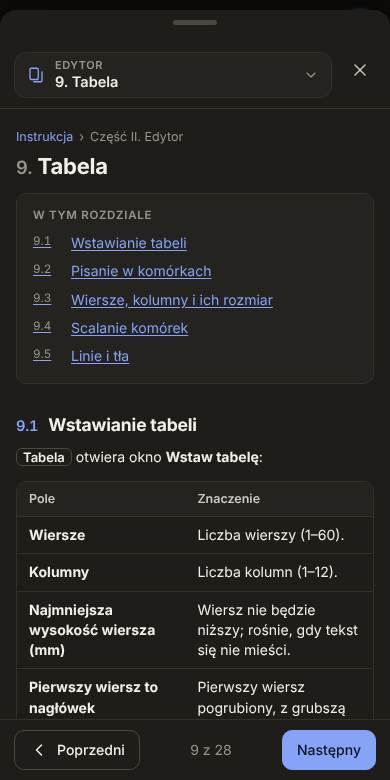 EDYTOR
9. Tabela
Instrukcja › Część II. Edytor
9. Tabela
W TYM ROZDZIALE
9.1 Wstawianie tabeli
9.2 Pisanie w komórkach
9.3 Wiersze, kolumny i ich rozmiar
9.4 Scalanie komórek
9.5 Linie i tła
9.1 Wstawianie tabeli
Tabela otwiera okno Wstaw tabelę:
Pole Znaczenie
Wiersze Liczba wierszy (1–60).
Kolumny Liczba kolumn (1–12).
Najmniejsza Wiersz nie będzie
wysokość wiersza niższy; rośnie, gdy tekst
(mm) się nie mieści.
Pierwszy wiersz to Pierwszy wiersz
nagłówek pogrubiony, z grubszą
Poprzedni 9 z 28 Następny